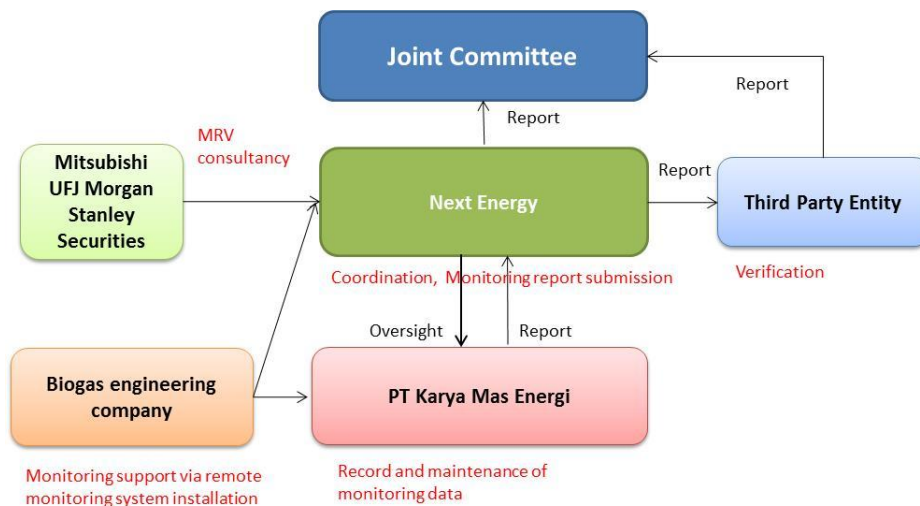 Joint Committee
Report
Report
MRV
consultancy
Mitsubishi
UFJ Morgan
Stanley
Securities
Next Energy
Report
Third Party Entity
Coordination, Monitoring report submission
Verification
Oversight
Report
Biogas engineering
company
PT Karya Mas Energi
Monitoring support via remote
monitoring system installation
Record and maintenance of
monitoring data